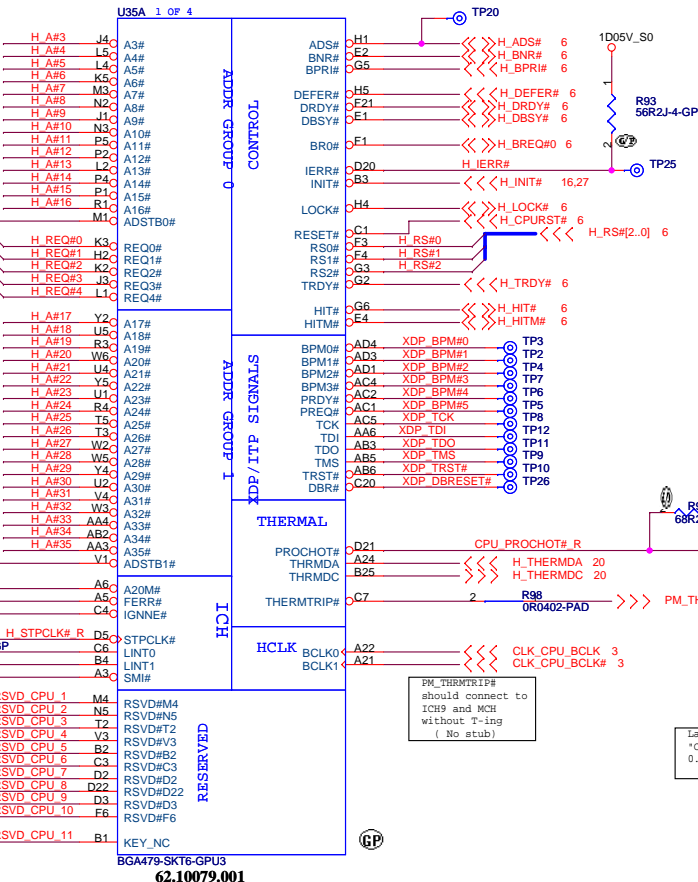 U35A 1 OF 4
TP20
H_A#3 J4 A3# ADS# H1 H_ADS# 6
H_A#4 L5 A4# BNR# E2 H_BNR# 6
H_A#5 L4 A5# BPRI# G5 H_BPRI# 6
H_A#6 K5 A6#
H_A#7 M3 A7# DEFER# H5 H_DEFER# 6
H_A#8 N2 A8# DRDY# F21 H_DRDY# 6
H_A#9 J1 A9# DBSY# E1 H_DBSY# 6
H_A#10 N3 A10#
H_A#11 P5 A11# BR0# F1 H_BREQ#0 6
H_A#12 P2 A12#
H_A#13 L2 A13# IERR# D20 H_IERR#
H_A#14 P4 A14# INIT# B3 H_INIT# 16,27
H_A#15 P1 A15#
H_A#16 R1 A16# LOCK# H4 H_LOCK# 6
M1 ADSTB0#
RESET# C1 H_CPURST# 6
H_REQ#0 K3 REQ0# RS0# F3 H_RS#0
H_REQ#1 H2 REQ1# RS1# F4 H_RS#1
H_REQ#2 K2 REQ2# RS2# G3 H_RS#2
H_REQ#3 J3 REQ3# TRDY# G2 H_TRDY# 6
H_REQ#4 L1 REQ4#
H_RS#[2..0] 6
ADDR GROUP 0
CONTROL
1D05V_S0
1
R93
56R2J-4-GP
2
TP25
HIT# G6 H_HIT# 6
HITM# E4 H_HITM# 6
H_A#17 Y2 A17#
H_A#18 U5 A18#
H_A#19 R3 A19# BPM0# AD4 XDP_BPM#0 TP3
H_A#20 W6 A20# BPM1# AD3 XDP_BPM#1 TP2
H_A#21 U4 A21# BPM2# AD1 XDP_BPM#2 TP4
H_A#22 Y5 A22# BPM3# AC4 XDP_BPM#3 TP7
H_A#23 U1 A23# PRDY# AC2 XDP_BPM#4 TP6
H_A#24 R4 A24# PREQ# AC1 XDP_BPM#5 TP5
H_A#25 T5 A25# TCK AC5 XDP_TCK TP8
H_A#26 T3 A26# TDI AA6 XDP_TDI TP12
H_A#27 W2 A27# TDO AB3 XDP_TDO TP11
H_A#28 W5 A28# TMS AB5 XDP_TMS TP9
H_A#29 Y4 A29# TRST# AB6 XDP_TRST# TP10
H_A#30 U2 A30# DBR# C20 XDP_DBRESET# TP26
H_A#31 V4 A31#
H_A#32 W3 A32#
H_A#33 AA4 A33#
H_A#34 AB2 A34#
H_A#35 AA3 A35#
V1 ADSTB1#
ADDR GROUP 1
XDP/ITP SIGNALS
THERMAL
68R2
PROCHOT# D21 CPU_PROCHOT#_R
THRMDA A24 H_THERMDA 20
THRMDC B25 H_THERMDC 20
A6 A20M#
A5 FERR# THERMTRIP# C7 2 R98 PM_TH
C4 IGNNE# 0R0402-PAD
ICH
H_STPCLK#_R D5 STPCLK#
GP
C6 LINT0
B4 LINT1
A3 SMI#
HCLK
BCLK0 A22 CLK_CPU_BCLK 3
BCLK1 A21 CLK_CPU_BCLK# 3
PM_THRMTRIP#
should connect to
ICH9 and MCH
without T-ing
( No stub)
RSVD_CPU_1 M4 RSVD#M4
RSVD_CPU_2 N5 RSVD#N5
RSVD_CPU_3 T2 RSVD#T2
RSVD_CPU_4 V3 RSVD#V3
RSVD_CPU_5 B2 RSVD#B2
RSVD_CPU_6 C3 RSVD#C3
RSVD_CPU_7 D2 RSVD#D2
RSVD_CPU_8 D22 RSVD#D22
RSVD_CPU_9 D3 RSVD#D3
RSVD_CPU_10 F6 RSVD#F6
RSVD_CPU_11 B1 KEY_NC
RESERVED
La
"C
0.
GP
BGA479-SKT6-GPU3
62.10079.001